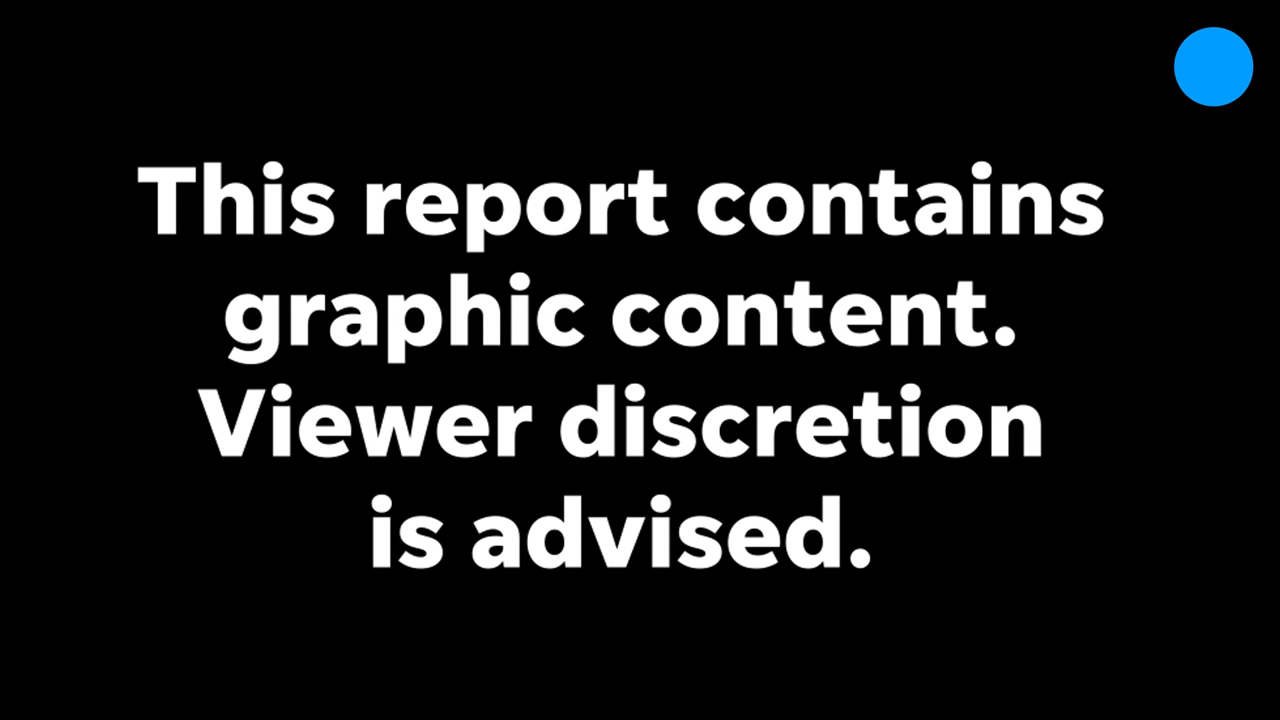 This report contains
graphic content.
Viewer discretion
is advised.